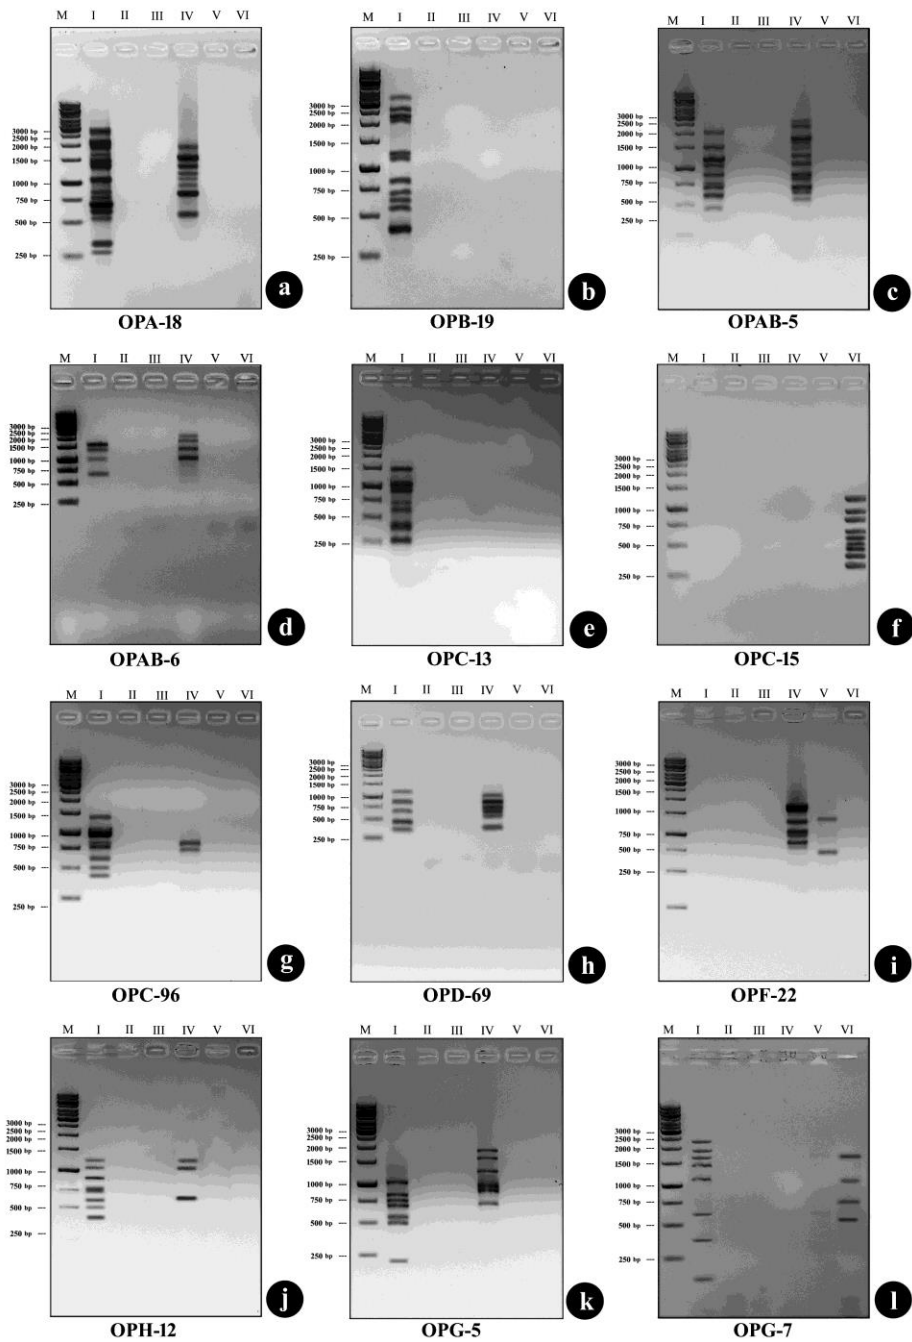 M I II III IV V VI
3000 bp
2500 bp
2000 bp
1500 bp
1000 bp
750 bp
500 bp
250 bp
a
OPA-18
M I II III IV V VI
3000 bp
2500 bp
2000 bp
1500 bp
1000 bp
750 bp
500 bp
250 bp
b
OPB-19
M I II III IV V VI
3000 bp
2500 bp
2000 bp
1500 bp
1000 bp
750 bp
500 bp
250 bp
c
OPAB-5
M I II III IV V VI
3000 bp
2500 bp
2000 bp
1500 bp
1000 bp
750 bp
500 bp
250 bp
d
OPAB-6
M I II III IV V VI
3000 bp
2500 bp
2000 bp
1500 bp
1000 bp
750 bp
500 bp
250 bp
e
OPC-13
M I II III IV V VI
3000 bp
2500 bp
2000 bp
1500 bp
1000 bp
750 bp
500 bp
250 bp
f
OPC-15
M I II III IV V VI
3000 bp
2500 bp
2000 bp
1500 bp
1000 bp
750 bp
500 bp
250 bp
g
OPC-96
M I II III IV V VI
3000 bp
2500 bp
2000 bp
1500 bp
1000 bp
750 bp
500 bp
250 bp
h
OPD-69
M I II III IV V VI
3000 bp
2500 bp
2000 bp
1500 bp
1000 bp
750 bp
500 bp
250 bp
i
OPF-22
M I II III IV V VI
3000 bp
2500 bp
2000 bp
1500 bp
1000 bp
750 bp
500 bp
250 bp
j
OPH-12
M I II III IV V VI
3000 bp
2500 bp
2000 bp
1500 bp
1000 bp
750 bp
500 bp
250 bp
k
OPG-5
M I II III IV V VI
3000 bp
2500 bp
2000 bp
1500 bp
1000 bp
750 bp
500 bp
250 bp
l
OPG-7